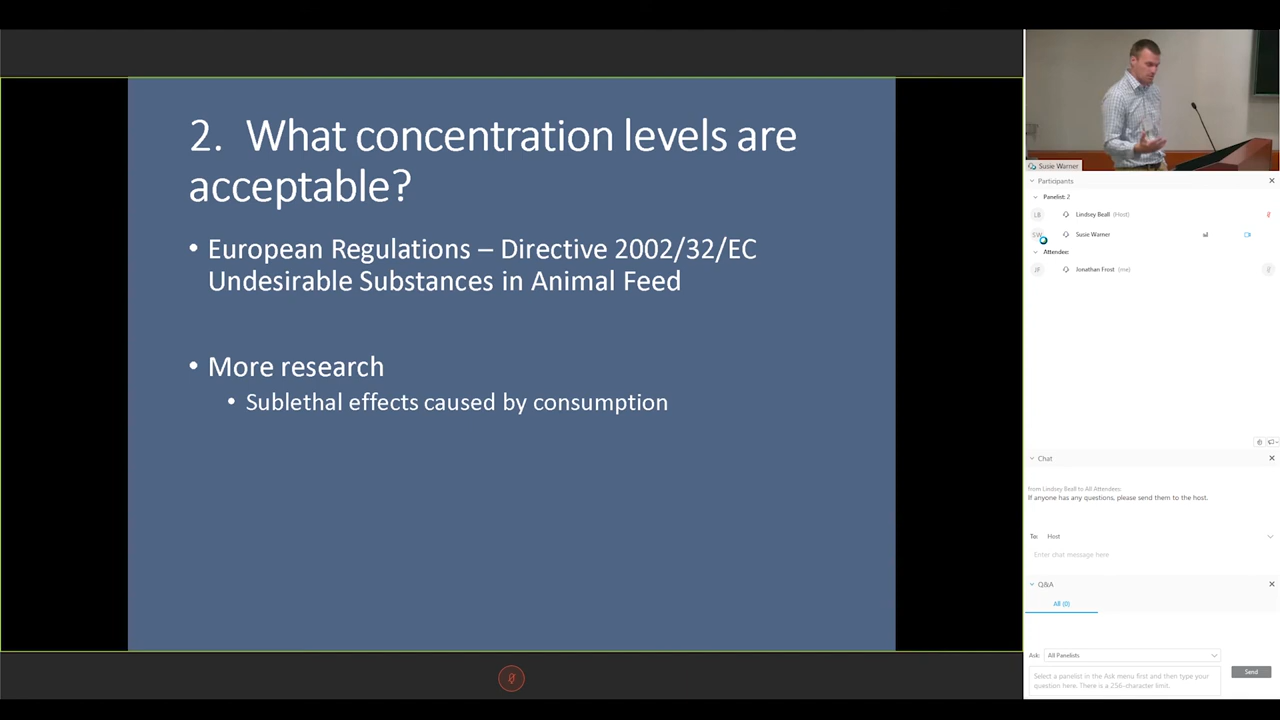 2. What concentration levels are
acceptable?
• European Regulations – Directive 2002/32/EC
Undesirable Substances in Animal Feed
• More research
• Sublethal effects caused by consumption
Susie Warner
Participants
Panelist: 2
LB Lindsey Beall (Host)
SW Susie Warner
Attendee:
JF Jonathan Frost (me)
Chat
from Lindsey Beall to All Attendees:
If anyone has any questions, please send them to the host.
To: Host
Enter chat message here
Q&A
All (0)
Ask: All Panelists
Select a panelist in the Ask menu first and then type your
question here. There is a 256-character limit.
Send